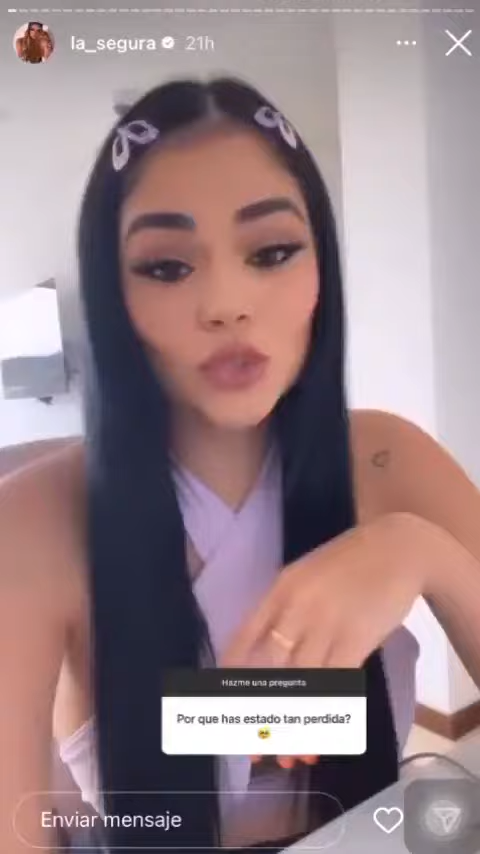 la_segura 21h
Hazme una pregunta
Por que has estado tan perdida?
Enviar mensaje